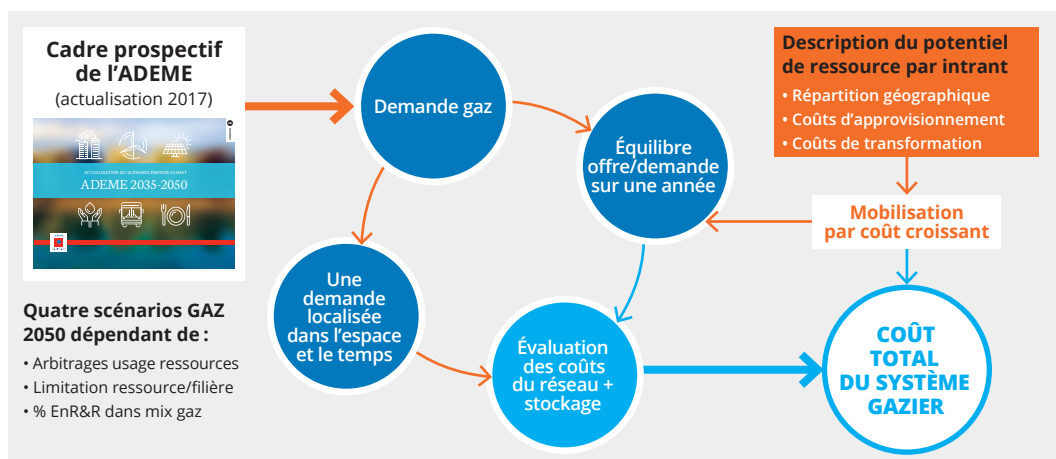 Cadre prospectif
de l’ADEME
(actualisation 2017)
ACTUALISATION DU SCÉNARIO ÉNERGIE-CLIMAT
ADEME 2035-2050
Quatre scénarios GAZ
2050 dépendant de :
• Arbitrages usage ressources
• Limitation ressource/filière
• % EnR&R dans mix gaz
Demande gaz
Une
demande
localisée
dans l’espace
et le temps
Équilibre
offre/demande
sur une année
Évaluation
des coûts
du réseau +
stockage
Description du potentiel
de ressource par intrant
• Répartition géographique
• Coûts d’approvisionnement
• Coûts de transformation
Mobilisation
par coût croissant
COÛT
TOTAL
DU SYSTÈME
GAZIER